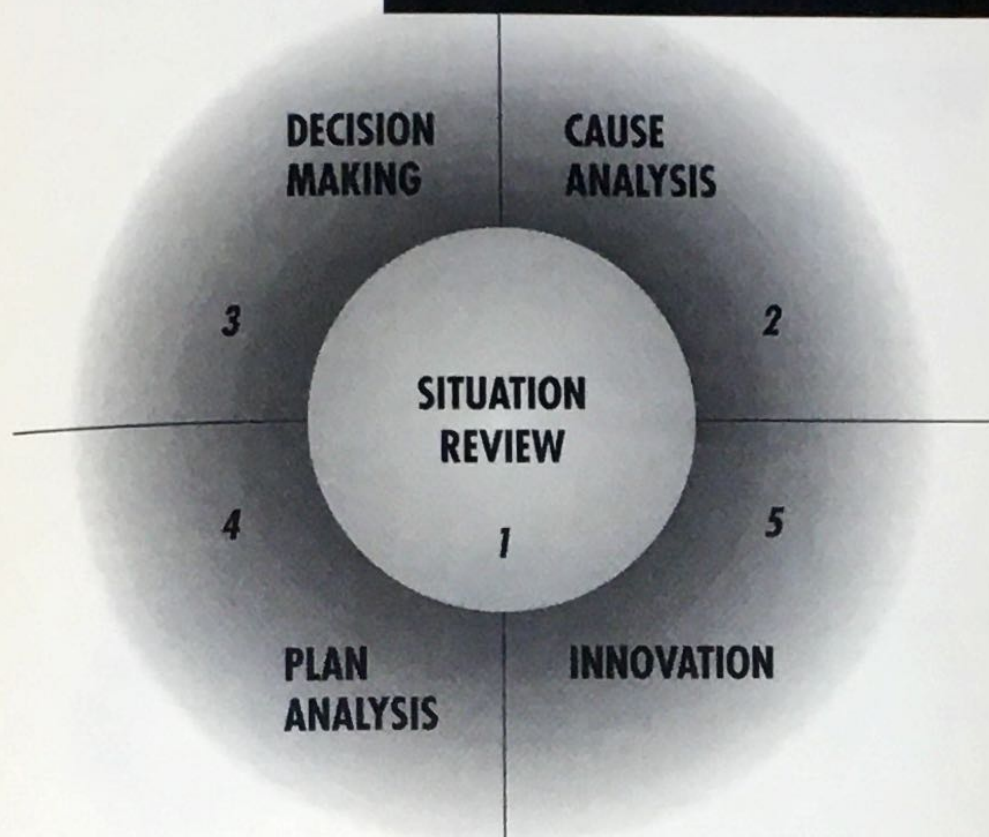 DECISION
MAKING
CAUSE
ANALYSIS
3
2
SITUATION
REVIEW
1
4
5
PLAN
ANALYSIS
INNOVATION